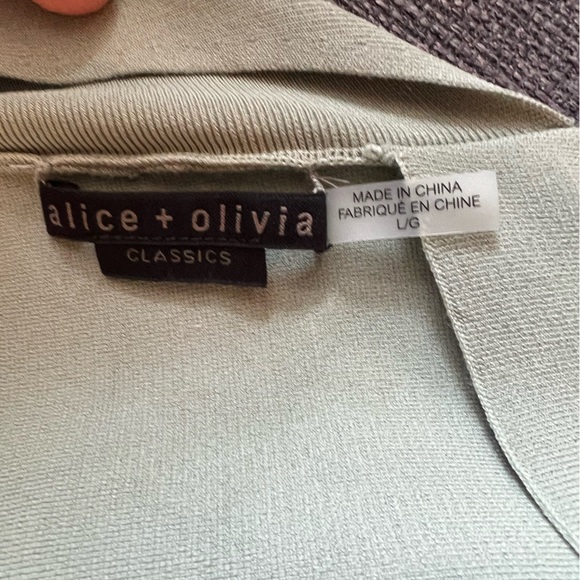 alice + olivia
CLASSICS
MADE IN CHINA
FABRIQUÉ EN CHINE
L/G